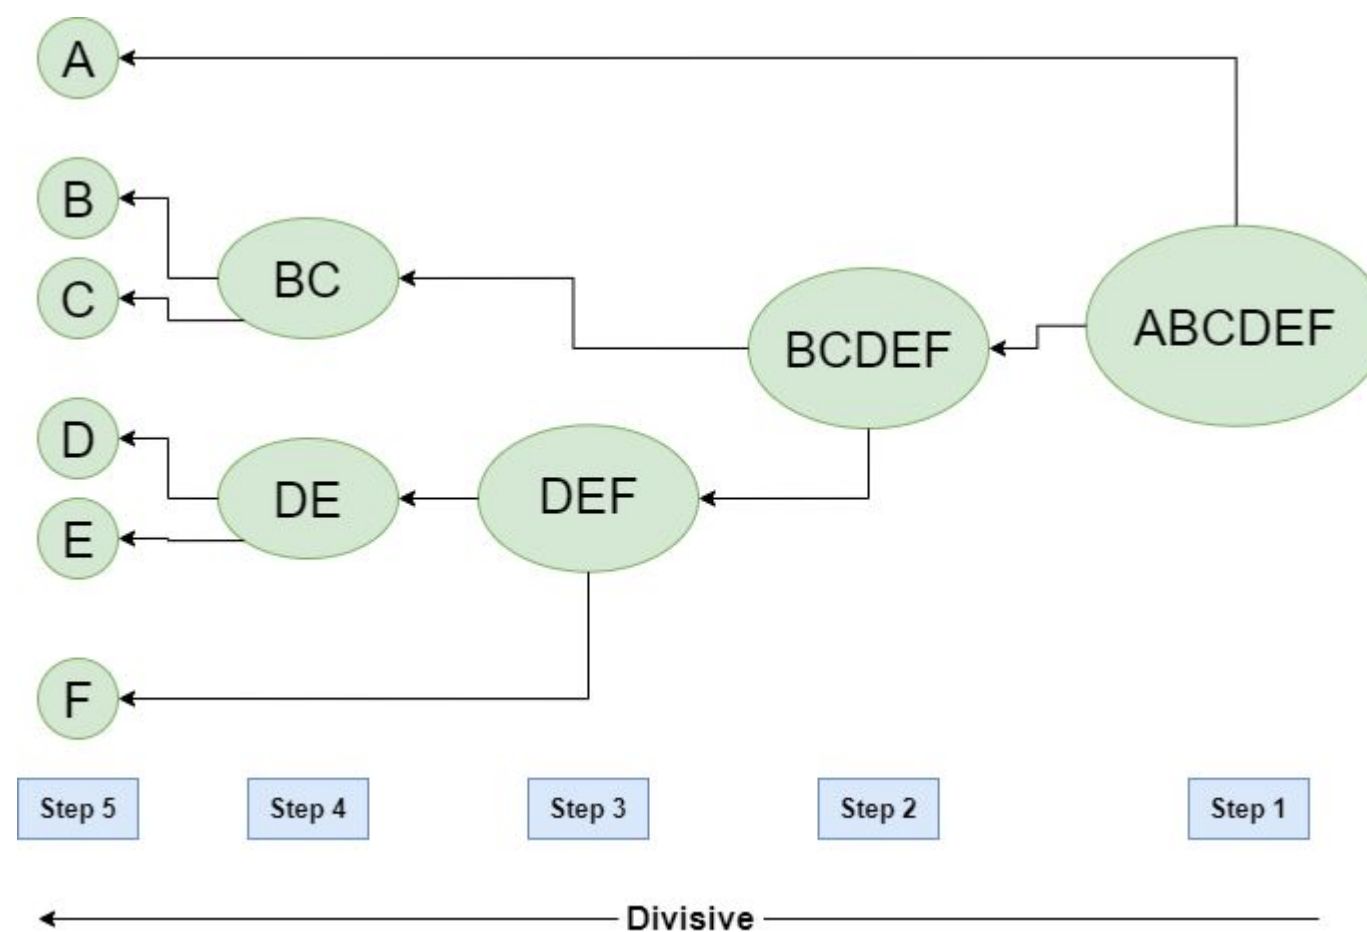 A
B
C
BC
BCDEF
ABCDEF
D
E
DE
DEF
F
Step 5
Step 4
Step 3
Step 2
Step 1
Divisive